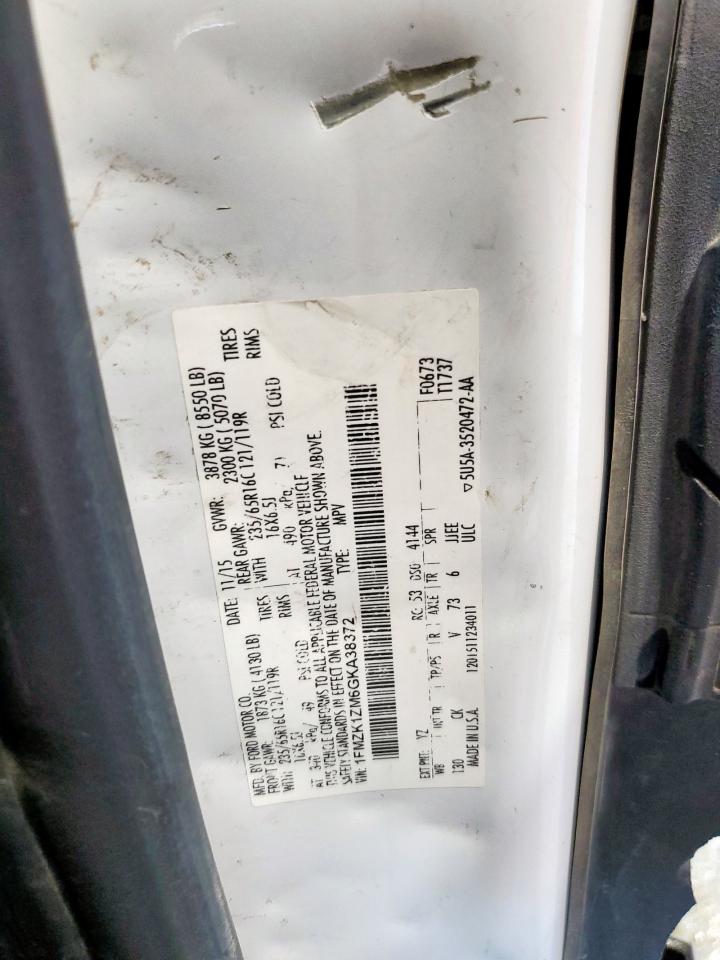 MFD. BY FORD MOTOR CO. DATE: 11/15 GVWR: 3878 KG ( 8550 LB)
FRONT GAWR: 1873 KG ( 4130 LB) REAR GAWR: 2300 KG ( 5070 LB)
WITH 235/65R16C 121/119R TIRES WITH 235/65R16C 121/119R TIRES
16X6.5J RIMS 16X6.5J RIMS
AT 340 kPa/ 49 PSI COLD AT 490 kPa/ 71 PSI COLD
THIS VEHICLE CONFORMS TO ALL APPLICABLE FEDERAL MOTOR VEHICLE
SAFETY STANDARDS IN EFFECT ON THE DATE OF MANUFACTURE SHOWN ABOVE.
VIN: 1FMZK1ZM6GKA38372 TYPE: MPV
EXT PNT: YZ RC: 53 DSO: 4144 F0673
WB INT TR TP/PS R AXLE TR SPR T1737
130 CK V 73 6 JJEE
MADE IN U.S.A. 1201511234011 ULC ▽5U5A-3520472-AA